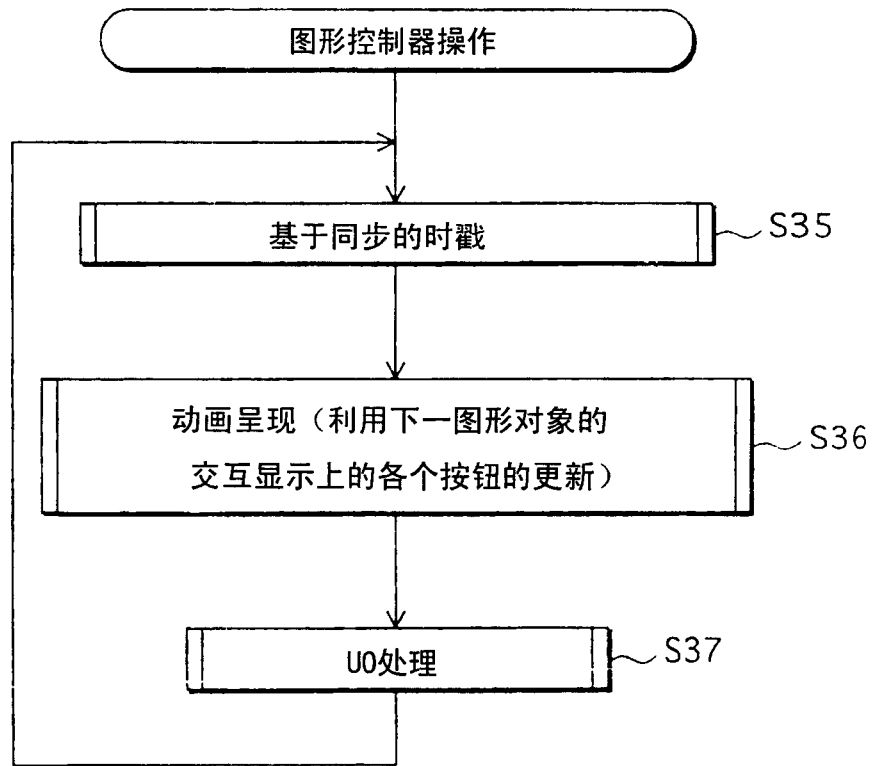 图形控制器操作
基于同步的时戳
S35
动画呈现（利用下一图形对象的
交互显示上的各个按钮的更新）
S36
UO处理
S37